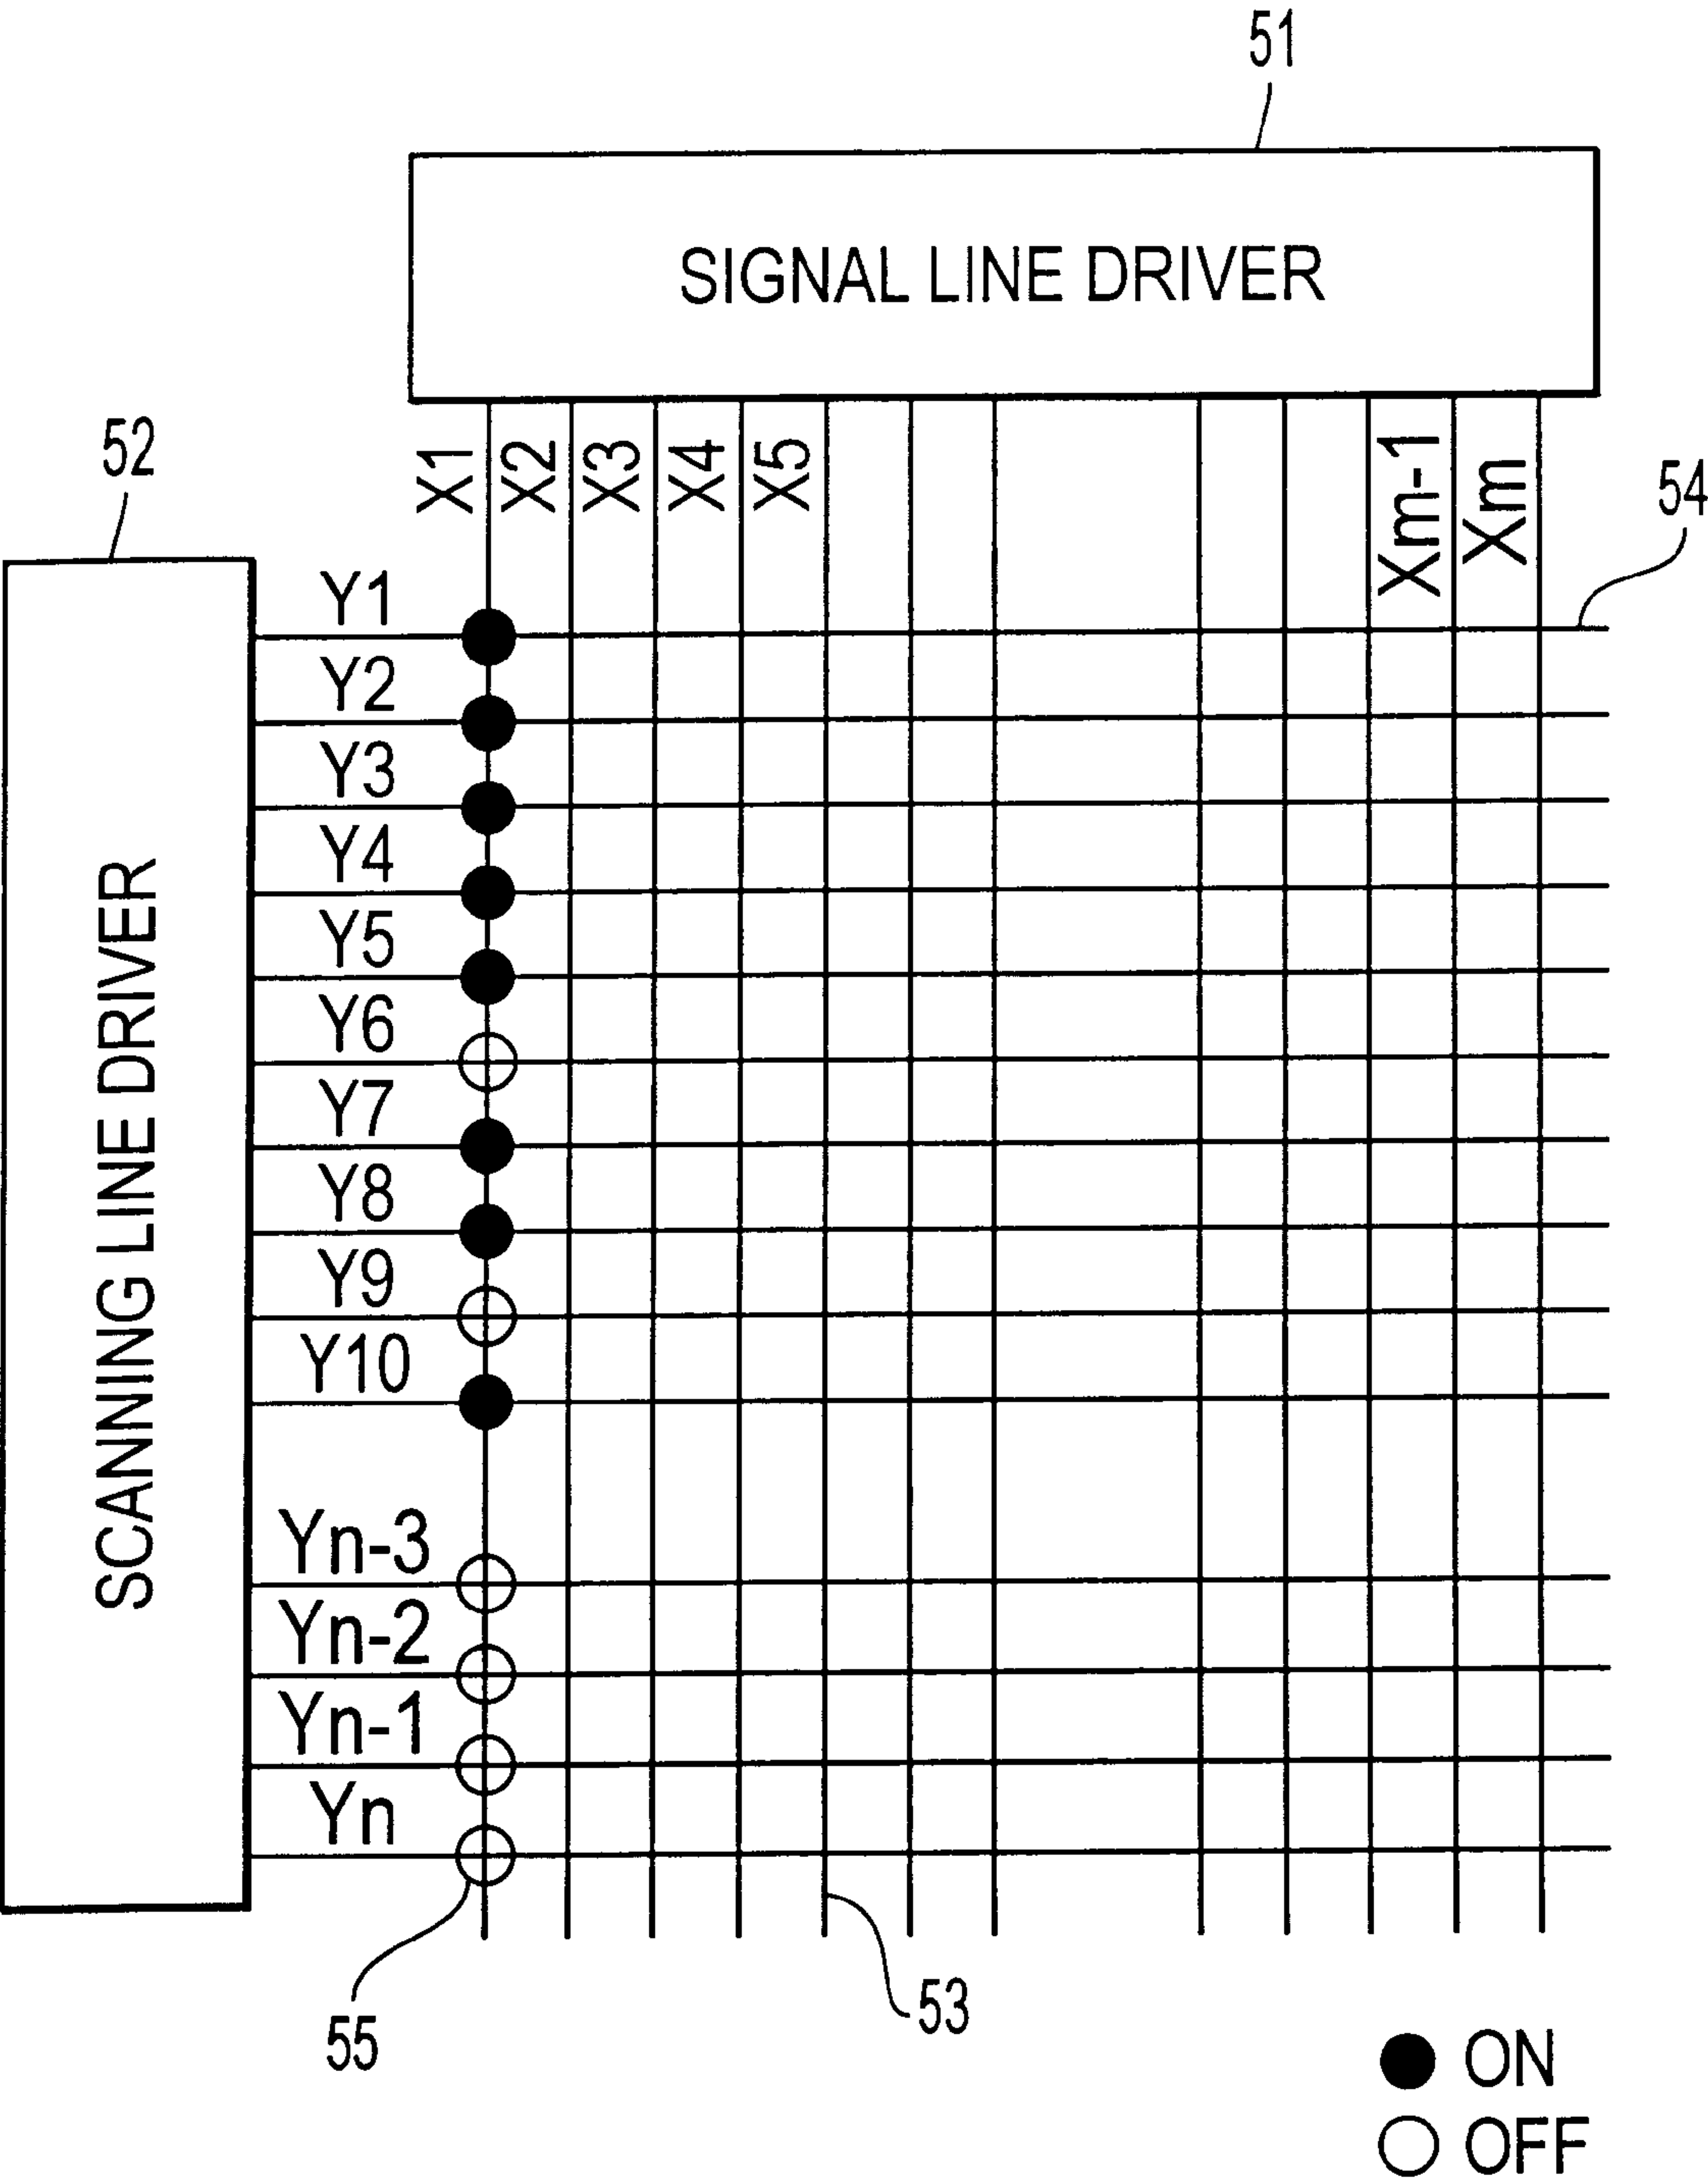 51
SIGNAL LINE DRIVER
52
X1
X2
X3
X4
X5
Xm-1
Xm
54
SCANNING LINE DRIVER
Y1
Y2
Y3
Y4
Y5
Y6
Y7
Y8
Y9
Y10
Yn-3
Yn-2
Yn-1
Yn
55
53
ON
OFF